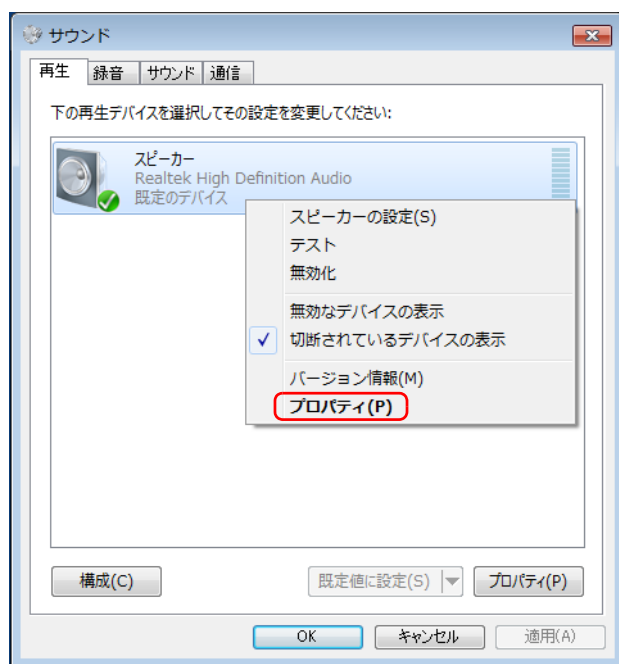 サウンド
再生 録音 サウンド 通信
下の再生デバイスを選択してその設定を変更してください:
スピーカー
Realtek High Definition Audio
既定のデバイス
スピーカーの設定(S)
テスト
無効化
無効なデバイスの表示
切断されているデバイスの表示
バージョン情報(M)
プロパティ(P)
構成(C) 既定値に設定(S) プロパティ(P)
OK キャンセル 適用(A)